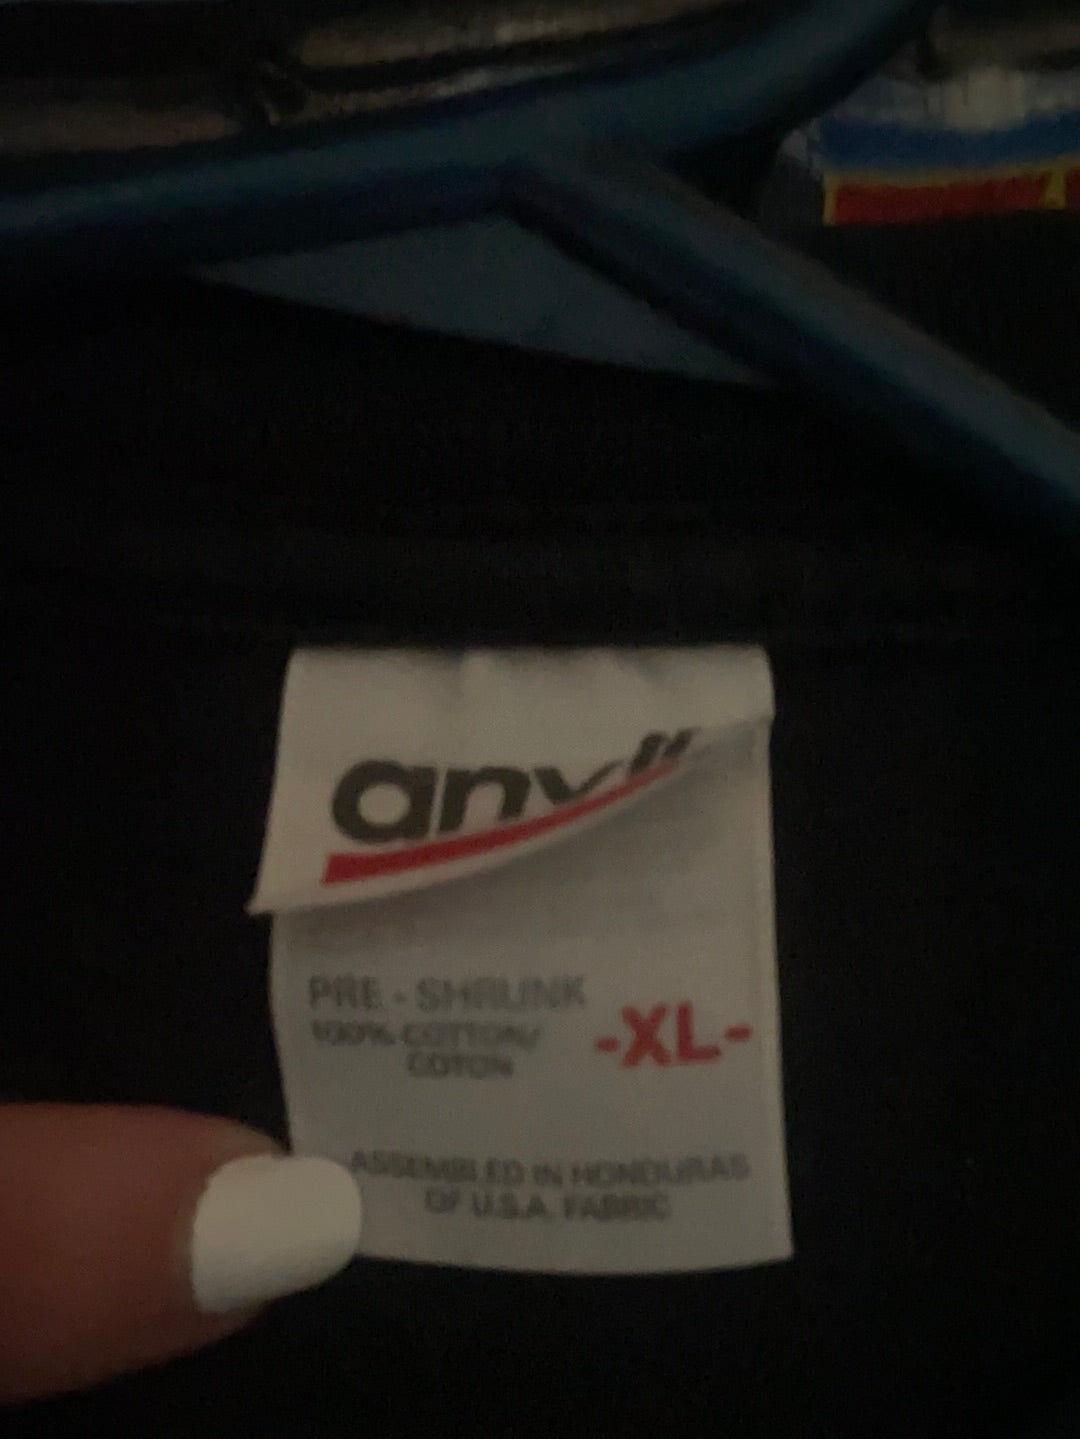 anvil
PRE - SHRUNK
100% COTTON/
COTON
-XL-
ASSEMBLED IN HONDURAS
OF U.S.A. FABRIC